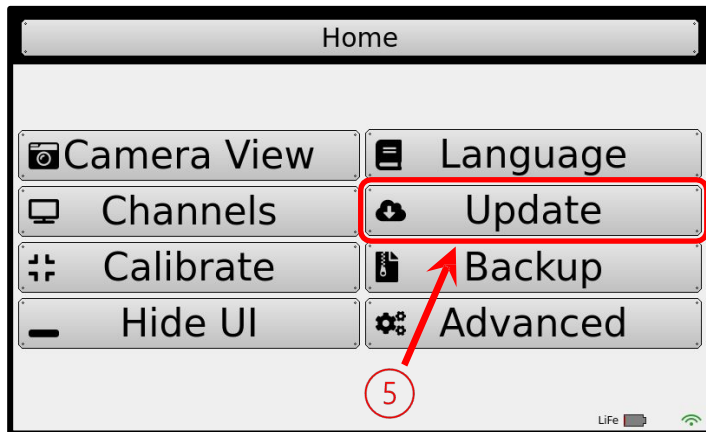 Home
Camera View
Language
Channels
Update
Calibrate
Backup
Hide UI
Advanced
5
LiFe